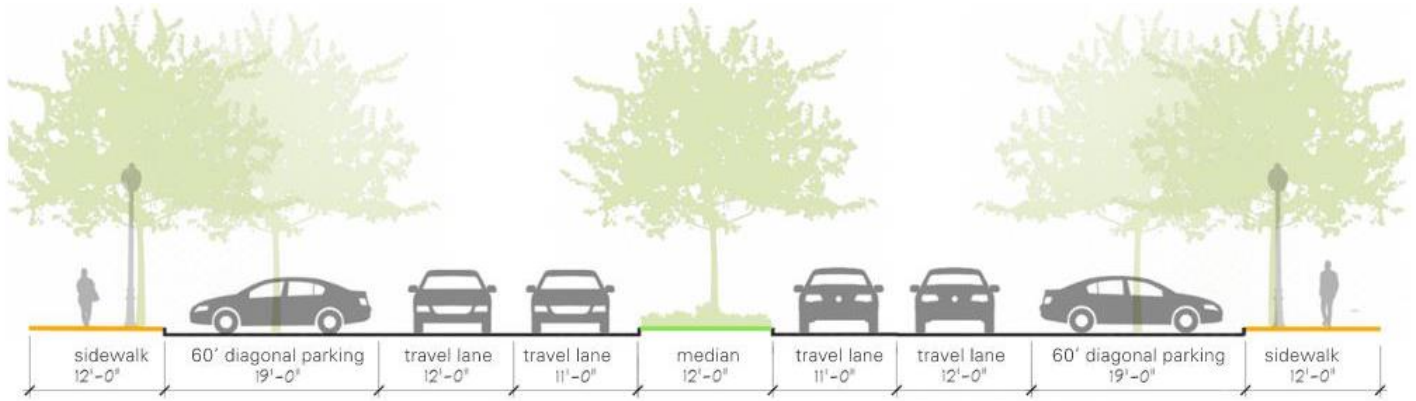 sidewalk
12'-0"
60' diagonal parking
19'-0"
travel lane
12'-0"
travel lane
11'-0"
median
12'-0"
travel lane
11'-0"
travel lane
12'-0"
60' diagonal parking
19'-0"
sidewalk
12'-0"